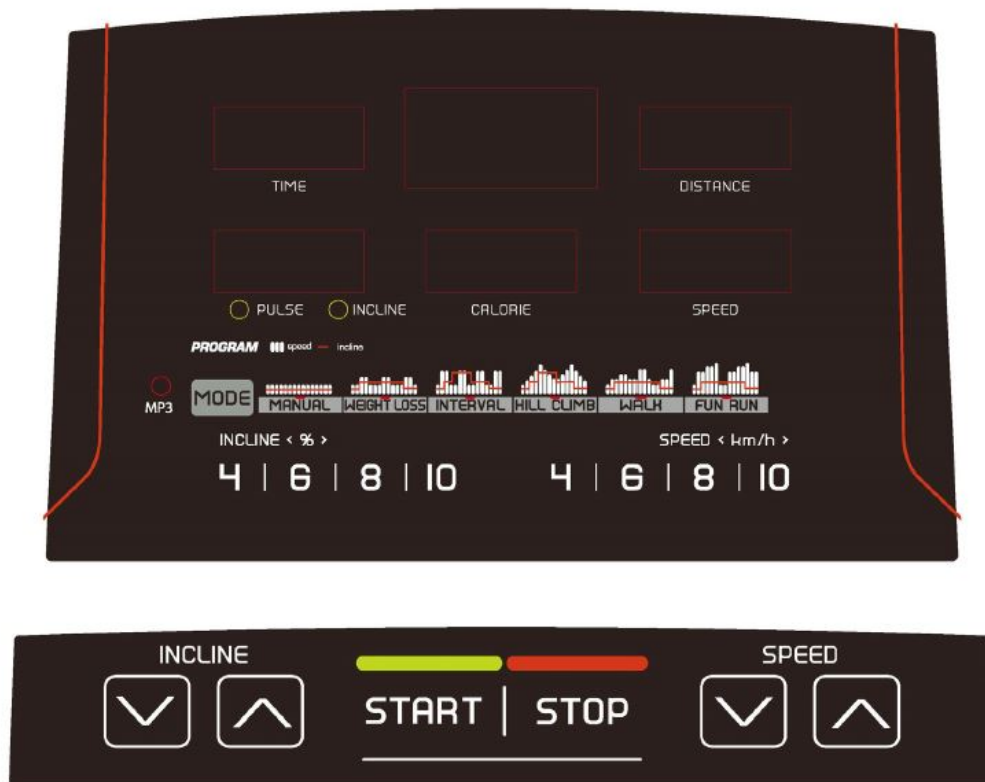 TIME DISTANCE
PULSE INCLINE CALORIE SPEED
PROGRAM speed incline
MP3 MODE MANUAL WEIGHT LOSS INTERVAL HILL CLIMB WALK FUN RUN
INCLINE < % > SPEED < km/h >
4 | 6 | 8 | 10 4 | 6 | 8 | 10
INCLINE SPEED
START | STOP